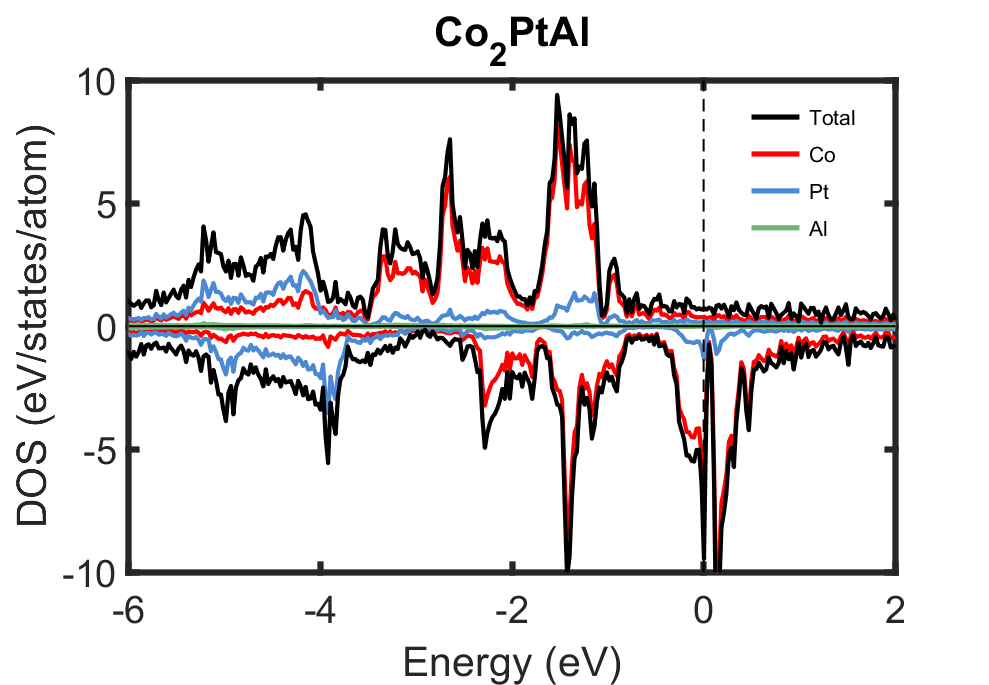 Co₂PtAl
DOS (eV/states/atom)
10
5
0
-5
-10
Total
Co
Pt
Al
-6 -4 -2 0 2
Energy (eV)